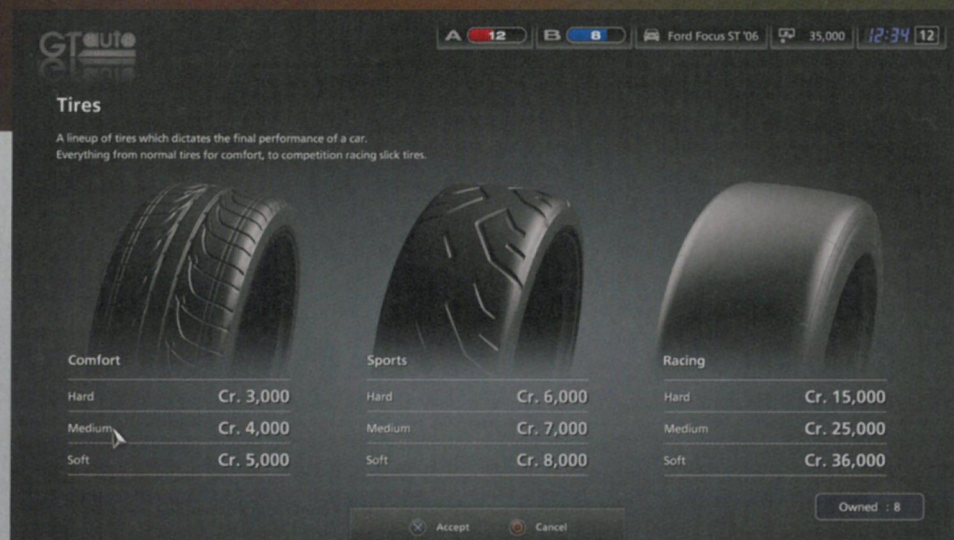 GT auto
A 12 B 8 Ford Focus ST '06 35,000 12:34 12
Tires
A lineup of tires which dictates the final performance of a car.
Everything from normal tires for comfort, to competition racing slick tires.
Comfort
Hard Cr. 3,000
Medium Cr. 4,000
Soft Cr. 5,000
Sports
Hard Cr. 6,000
Medium Cr. 7,000
Soft Cr. 8,000
Racing
Hard Cr. 15,000
Medium Cr. 25,000
Soft Cr. 36,000
Owned : 8
Accept Cancel